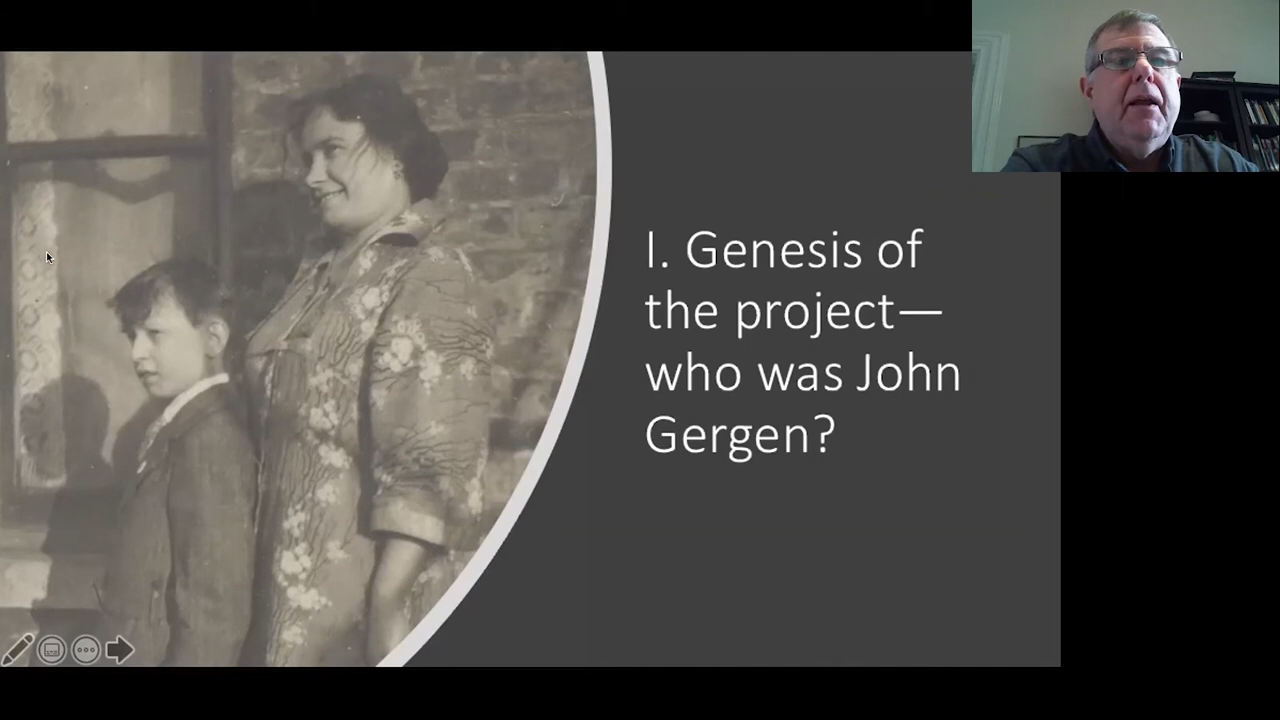 I. Genesis of
the project—
who was John
Gergen?